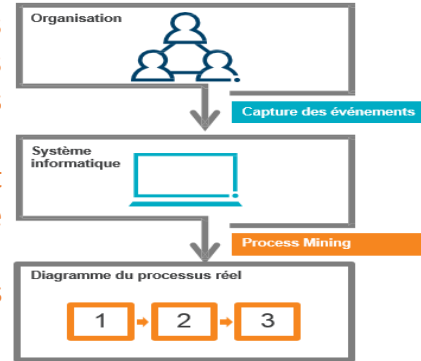 Organisation
Capture des événements
Système
informatique
Process Mining
Diagramme du processus réel
1
2
3